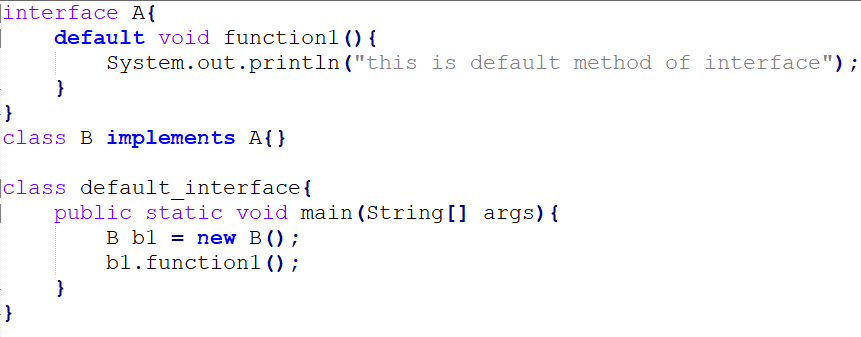 interface A{
    default void function1(){
        System.out.println("this is default method of interface");
    }
}
class B implements A{}

class default_interface{
    public static void main(String[] args){
        B b1 = new B();
        b1.function1();
    }
}